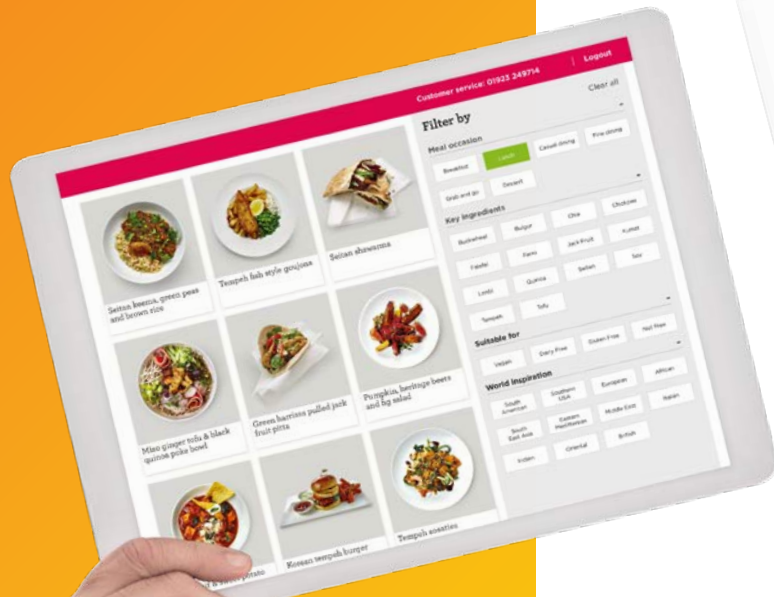 Customer service: 01923 249714 | Logout
Filter by
Clear all
Meal occasion
Breakfast
Lunch
Casual dining
Fine dining
Grab and go
Dessert
Key Ingredients
Buckwheat
Bulgur
Chia
Chickpea
Falafel
Farro
Jack Fruit
Lentil
Quinoa
Seitan
Soy
Tempeh
Tofu
Suitable for
Vegan
Dairy Free
Gluten Free
Nut Free
World Inspiration
South
American
Southern
USA
European
African
South
East Asia
Eastern
Mediterranean
Middle East
Indian
Oriental
British
Seitan keema, green peas
and brown rice
Tempeh fish style goujons
Seitan shawarma
Miso ginger tofu & black
quinoa poke bowl
Green harrissa pulled jack
fruit pitta
Pumpkin, heritage beets
and fig salad
potato
Korean tempeh burger
Tempeh